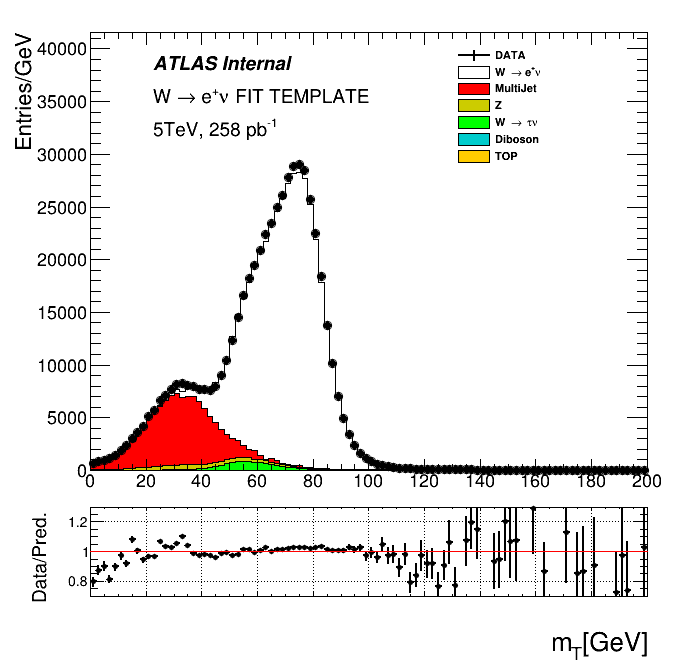 Entries/GeV
40000
35000
30000
25000
20000
15000
10000
5000
0
ATLAS Internal
W → e⁺ν FIT TEMPLATE
5TeV, 258 pb⁻¹
DATA
W → e⁺ν
MultiJet
Z
W → τν
Diboson
TOP
0 20 40 60 80 100 120 140 160 180 200
Data/Pred.
1.2
1
0.8
m_T[GeV]